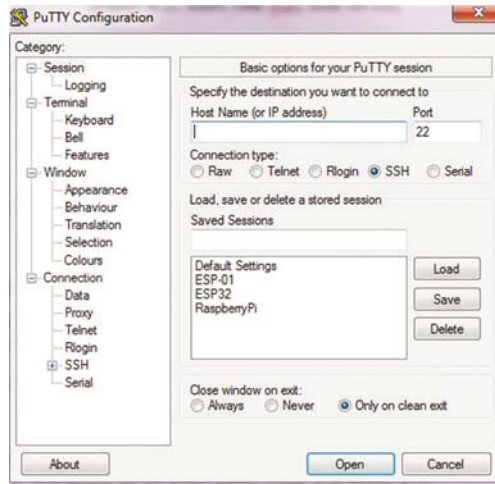 PuTTY Configuration
Category:
Session
Logging
Terminal
Keyboard
Bell
Features
Window
Appearance
Behaviour
Translation
Selection
Colours
Connection
Data
Proxy
Telnet
Rlogin
SSH
Serial
Basic options for your PuTTY session
Specify the destination you want to connect to
Host Name (or IP address) Port
22
Connection type:
Raw Telnet Rlogin SSH Serial
Load, save or delete a stored session
Saved Sessions
Default Settings
ESP-01
ESP32
RaspberryPi
Load
Save
Delete
Close window on exit:
Always Never Only on clean exit
About Open Cancel